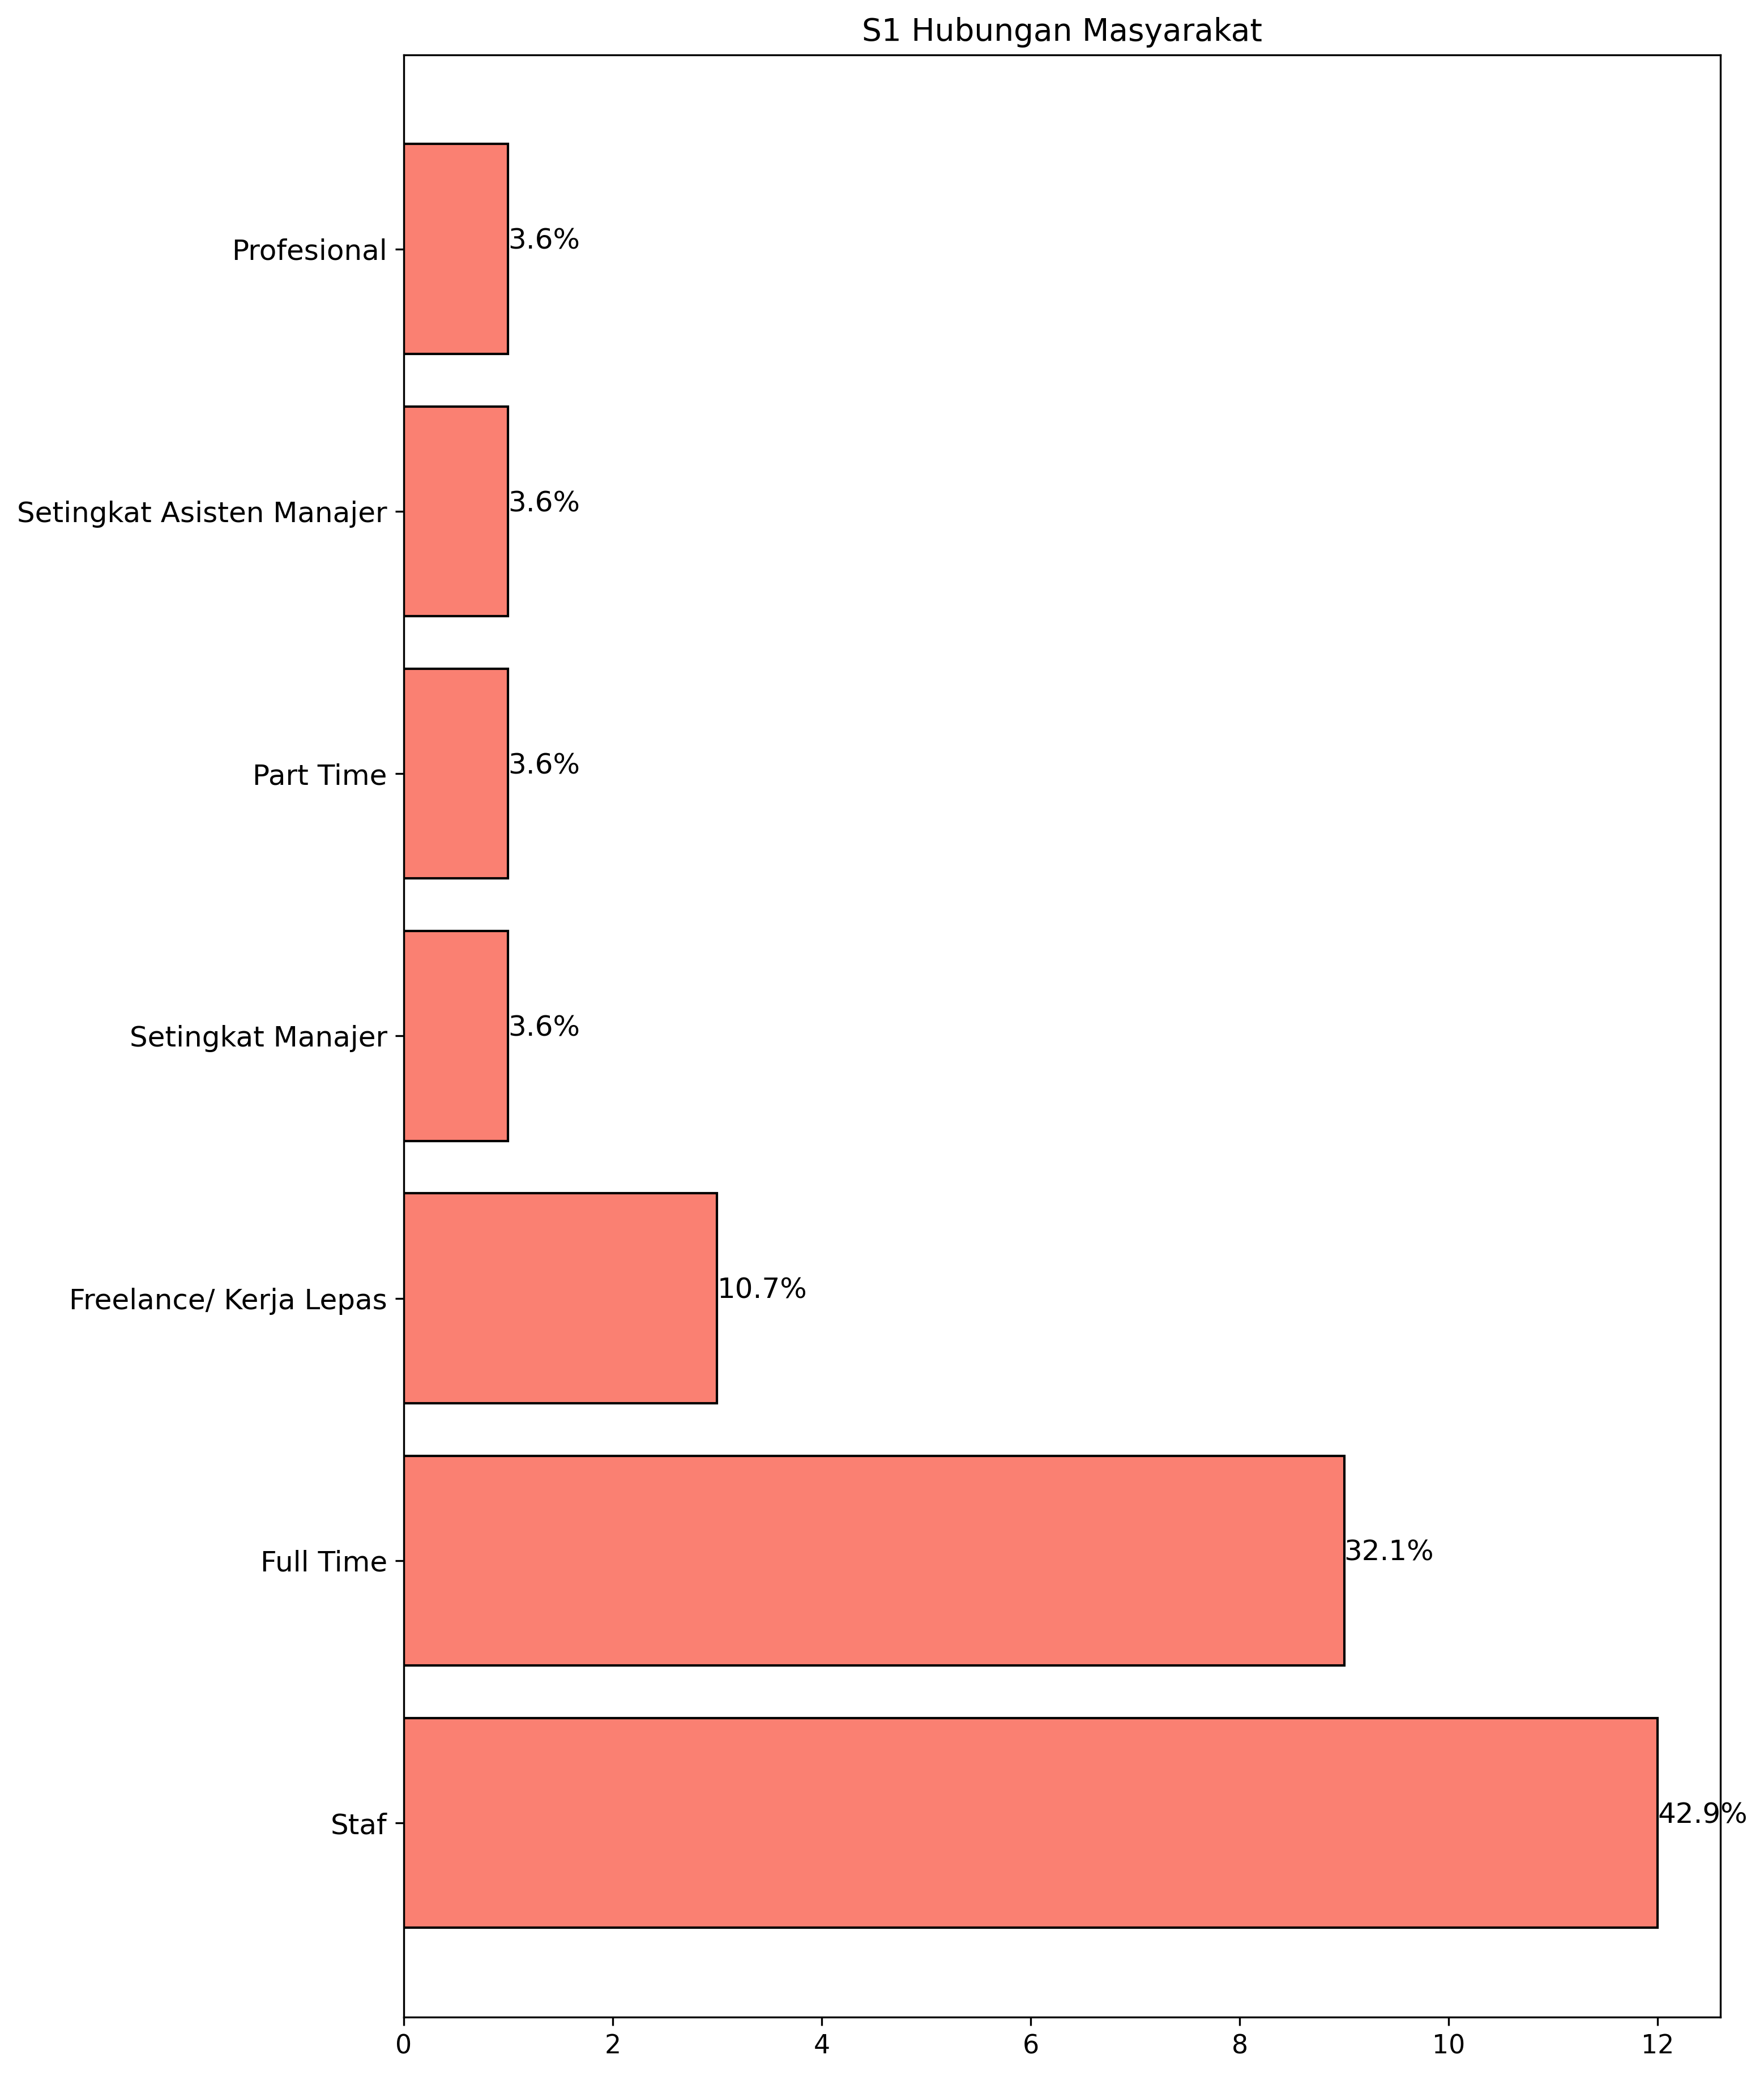 S1 Hubungan Masyarakat
Profesional
3.6%
Setingkat Asisten Manajer
3.6%
Part Time
3.6%
Setingkat Manajer
3.6%
Freelance/ Kerja Lepas
10.7%
Full Time
32.1%
Staf
42.9%
0 2 4 6 8 10 12